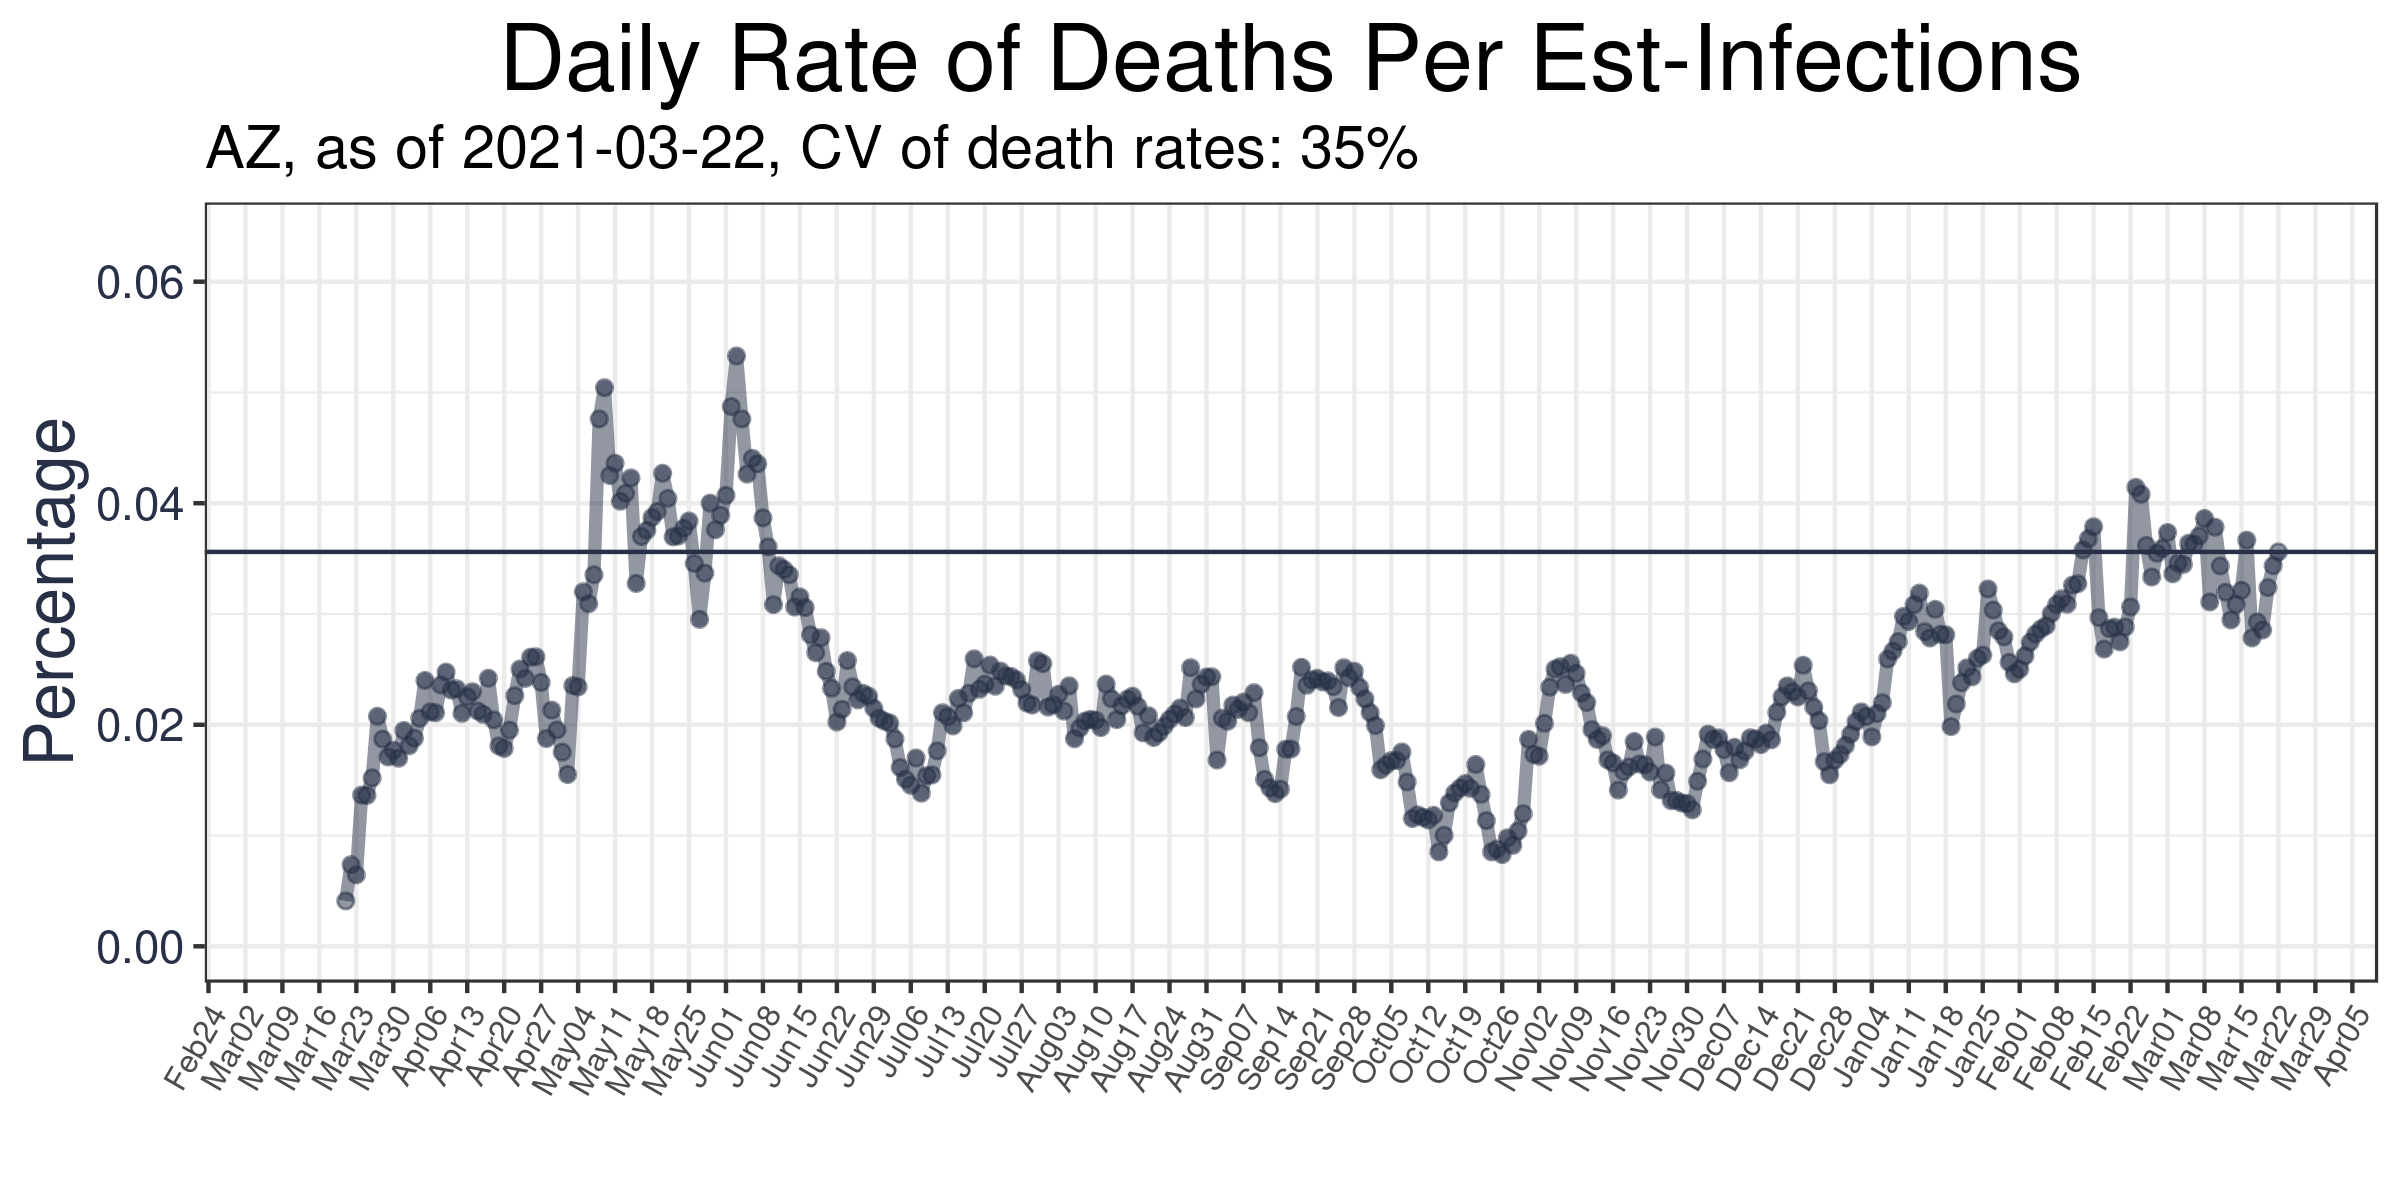 Daily Rate of Deaths Per Est-Infections
AZ, as of 2021-03-22, CV of death rates: 35%
Percentage
0.06
0.04
0.02
0.00
Feb24
Mar02
Mar09
Mar16
Mar23
Mar30
Apr06
Apr13
Apr20
Apr27
May04
May11
May18
May25
Jun01
Jun08
Jun15
Jun22
Jun29
Jul06
Jul13
Jul20
Jul27
Aug03
Aug10
Aug17
Aug24
Aug31
Sep07
Sep14
Sep21
Sep28
Oct05
Oct12
Oct19
Oct26
Nov02
Nov09
Nov16
Nov23
Nov30
Dec07
Dec14
Dec21
Dec28
Jan04
Jan11
Jan18
Jan25
Feb01
Feb08
Feb15
Feb22
Mar01
Mar08
Mar15
Mar22
Mar29
Apr05